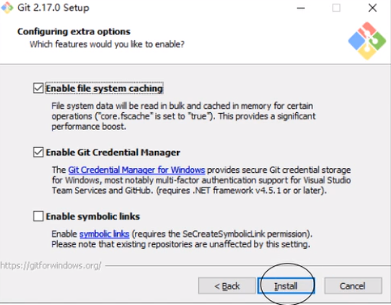 Git 2.17.0 Setup
Configuring extra options
Which features would you like to enable?
Enable file system caching
File system data will be read in bulk and cached in memory for certain
operations ("core.fscache" is set to "true"). This provides a significant
performance boost.
Enable Git Credential Manager
The Git Credential Manager for Windows provides secure Git credential storage
for Windows, most notably multi-factor authentication support for Visual Studio
Team Services and GitHub. (requires .NET framework v4.5.1 or or later).
Enable symbolic links
Enable symbolic links (requires the SeCreateSymbolicLink permission).
Please note that existing repositories are unaffected by this setting.
https://gitforwindows.org/
< Back Install Cancel